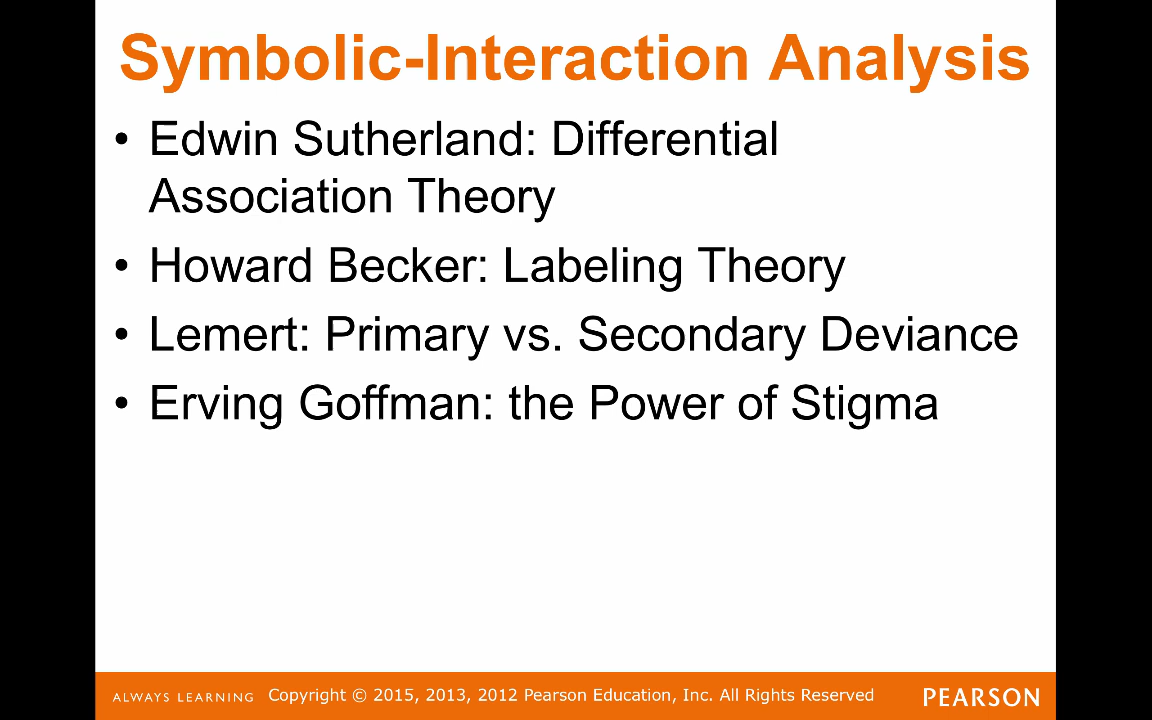 Symbolic-Interaction Analysis
• Edwin Sutherland: Differential
Association Theory
• Howard Becker: Labeling Theory
• Lemert: Primary vs. Secondary Deviance
• Erving Goffman: the Power of Stigma
ALWAYS LEARNING Copyright © 2015, 2013, 2012 Pearson Education, Inc. All Rights Reserved PEARSON